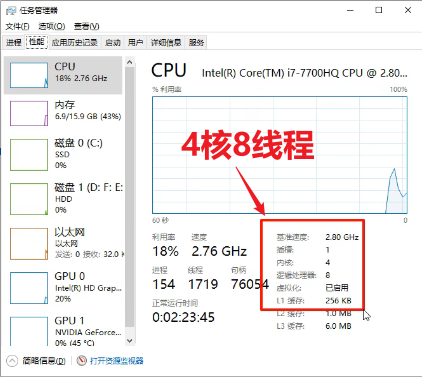 任务管理器
文件(F) 选项(O) 查看(V)
进程 性能 应用历史记录 启动 用户 详细信息 服务
CPU
18% 2.76 GHz
内存
6.9/15.9 GB (43%)
磁盘 0 (C:)
SSD
0%
磁盘 1 (D: F: E:
HDD
0%
以太网
以太网
发送: 0 接收: 32.0 K
GPU 0
Intel(R) HD Grap...
2%
GPU 1
NVIDIA GeForce...
0% (45 °C)
CPU Intel(R) Core(TM) i7-7700HQ CPU @ 2.80...
% 利用率 100%
4核8线程
60 秒 0
利用率 速度
18% 2.76 GHz
进程 线程 句柄
154 1719 76054
正常运行时间
0:02:23:45
基准速度: 2.80 GHz
插槽: 1
内核: 4
逻辑处理器: 8
虚拟化: 已启用
L1 缓存: 256 KB
L2 缓存: 1.0 MB
L3 缓存: 6.0 MB
简略信息(D) 打开资源监视器